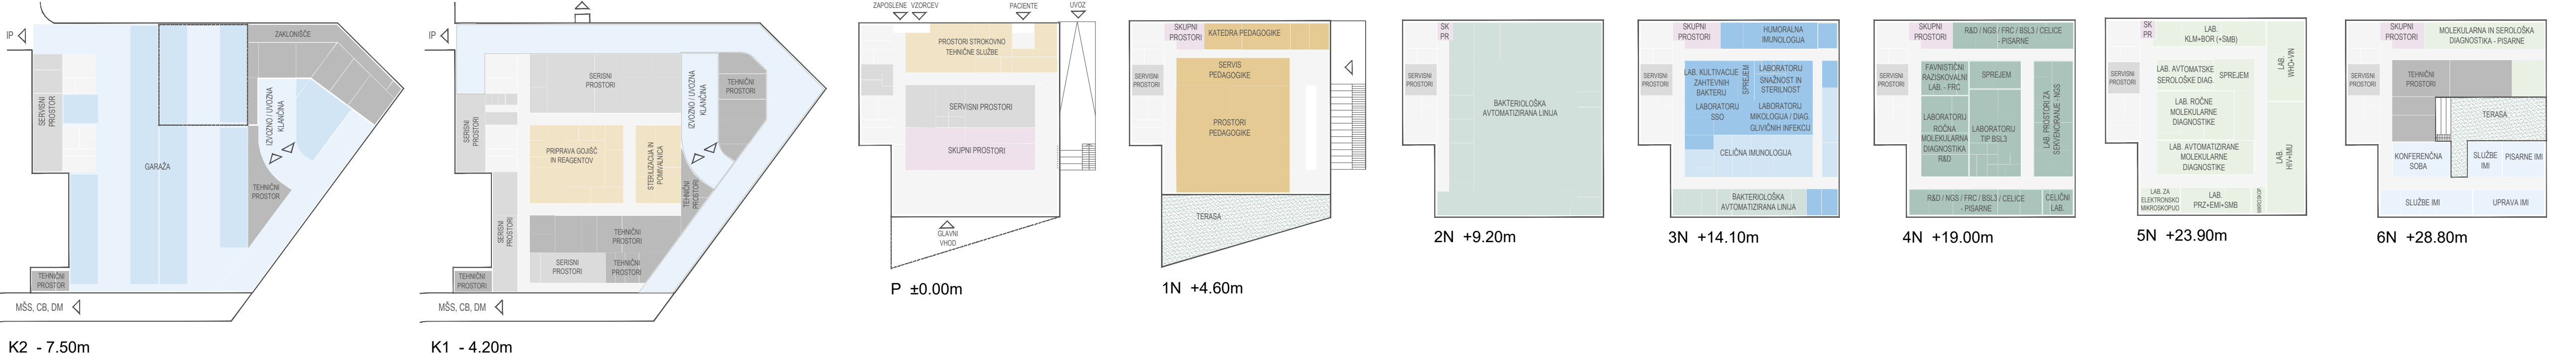 IP
SERVISNI
PROSTOR
GARAŽA
ZAKLONIŠČE
IZVOZNO / UVOZNA
KLANČINA
TEHNIČNI
PROSTOR
TEHNIČNI
PROSTOR
MŠS, CB, DM
K2 - 7.50m
IP
SERISNI
PROSTORI
SERISNI
PROSTORI
PRIPRAVA GOJIŠČ
IN REAGENTOV
STERILIZACIJA IN
POMIVALNICA
IZVOZNO / UVOZNA
KLANČINA
TEHNIČNI
PROSTORI
TEHNIČNI
PROSTORI
SERISNI
PROSTORI
TEHNIČNI
PROSTORI
SERISNI
PROSTORI
TEHNIČNI
PROSTORI
TEHNIČNI
PROSTORI
MŠS, CB, DM
K1 - 4.20m
ZAPOSLENE VZORCEV
PACIENTE
UVOZ
PROSTORI STROKOVNO
TEHNIČNE SLUŽBE
SERVISNI PROSTORI
SKUPNI PROSTORI
GLAVNI
VHOD
P ±0.00m
SKUPNI
PROSTORI
KATEDRA PEDAGOGIKE
SERVISNI
PROSTORI
SERVIS
PEDAGOGIKE
PROSTORI
PEDAGOGIKE
TERASA
1N +4.60m
SK
PR
SERVISNI
PROSTORI
BAKTERIOLOŠKA
AVTOMATIZIRANA LINIJA
2N +9.20m
SKUPNI
PROSTORI
HUMORALNA
IMUNOLOGIJA
SERVISNI
PROSTORI
LAB. KULTIVACIJE
ZAHTEVNIH
BAKTERIJ
SPREJEM
LABORATORIJ
SNAŽNOST IN
STERILNOST
LABORATORIJ
SSO
LABORATORIJ
MIKOLOGIJA / DIAG.
GLIVIČNIH INFEKCIJ
CELIČNA IMUNOLOGIJA
BAKTERIOLOŠKA
AVTOMATIZIRANA LINIJA
3N +14.10m
SKUPNI
PROSTORI
R&D / NGS / FRC / BSL3 / CELICE
- PISARNE
SERVISNI
PROSTORI
FAVNISTIČNI
RAZISKOVALNI
LAB. - FRC
SPREJEM
LABORATORIJ
ROČNA
MOLEKULARNA
DIAGNOSTIKA
R&D
LABORATORIJ
TIP BSL3
LAB. PROSTORI ZA
SEKVENCIRANJE - NGS
R&D / NGS / FRC / BSL3 / CELICE
- PISARNE
CELIČNI
LAB.
4N +19.00m
SK
PR
LAB.
KLM+BOR (+SMB)
LAB.
WHO+VIN
SERVISNI
PROSTORI
LAB. AVTOMATSKE
SEROLOŠKE DIAG.
SPREJEM
LAB. ROČNE
MOLEKULARNE
DIAGNOSTIKE
LAB. AVTOMATIZIRANE
MOLEKULARNE
DIAGNOSTIKE
LAB.
HIV+IMU
LAB. ZA
ELEKTRONSKO
MIKROSKOPIJO
LAB.
PRZ+EMI+SMB
5N +23.90m
SKUPNI
PROSTORI
MOLEKULARNA IN SEROLOŠKA
DIAGNOSTIKA - PISARNE
SERVISNI
PROSTORI
TEHNIČNI
PROSTORI
TERASA
KONFERENČNA
SOBA
SLUŽBE
IMI
PISARNE IMI
SLUŽBE IMI
UPRAVA IMI
6N +28.80m